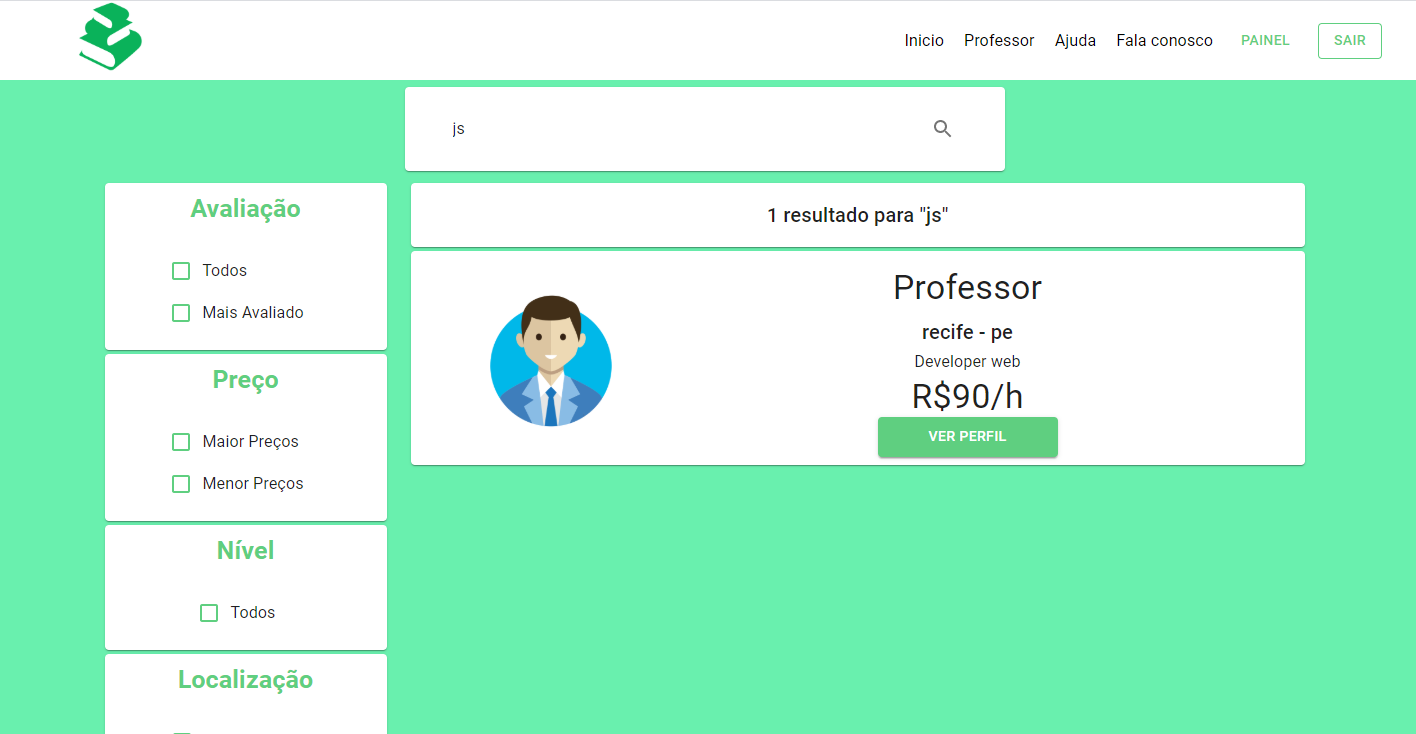 Inicio Professor Ajuda Fala conosco PAINEL SAIR
js
Avaliação
Todos
Mais Avaliado
Preço
Maior Preços
Menor Preços
Nível
Todos
Localização
1 resultado para "js"
Professor
recife - pe
Developer web
R$90/h
VER PERFIL